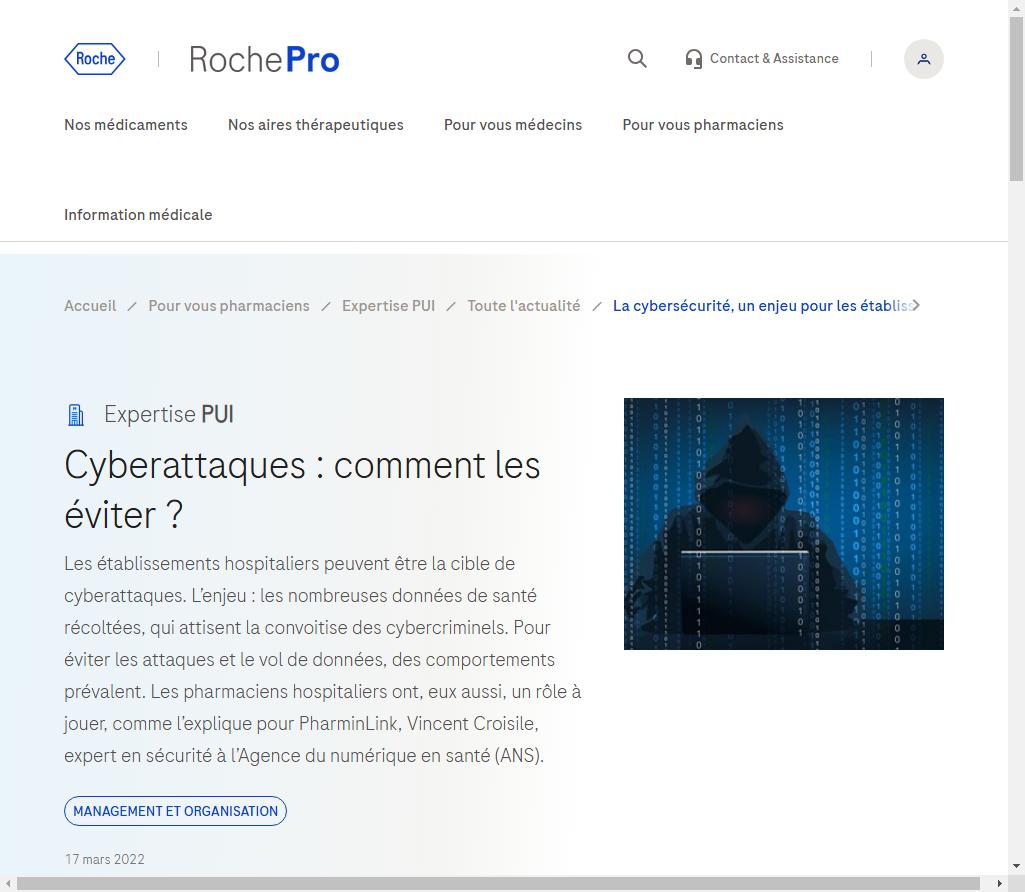 Roche
RochePro
Contact & Assistance
Nos médicaments
Nos aires thérapeutiques
Pour vous médecins
Pour vous pharmaciens
Information médicale
Accueil / Pour vous pharmaciens / Expertise PUI / Toute l'actualité / La cybersécurité, un enjeu pour les établiss
Expertise PUI
Cyberattaques : comment les
éviter ?
Les établissements hospitaliers peuvent être la cible de
cyberattaques. L’enjeu : les nombreuses données de santé
récoltées, qui attisent la convoitise des cybercriminels. Pour
éviter les attaques et le vol de données, des comportements
prévalent. Les pharmaciens hospitaliers ont, eux aussi, un rôle à
jouer, comme l’explique pour PharminLink, Vincent Croisile,
expert en sécurité à l’Agence du numérique en santé (ANS).
MANAGEMENT ET ORGANISATION
17 mars 2022